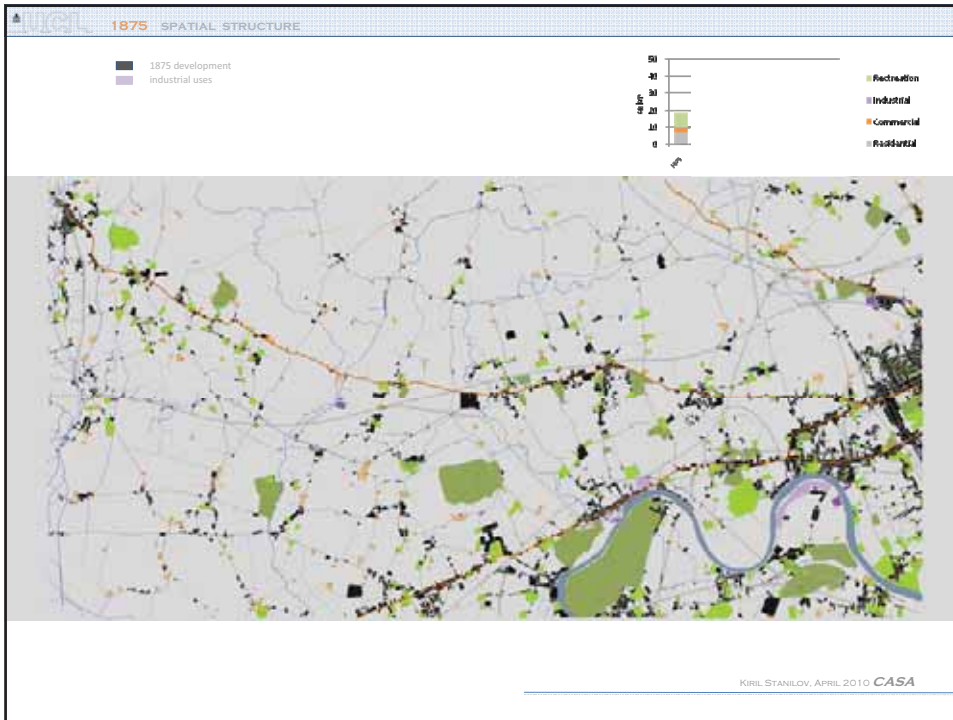 UCL
1875 SPATIAL STRUCTURE
1875 development
industrial uses
50
40
30
20
10
0
Recreation
Industrial
Commercial
Residential
KIRIL STANILOV, APRIL 2010 CASA